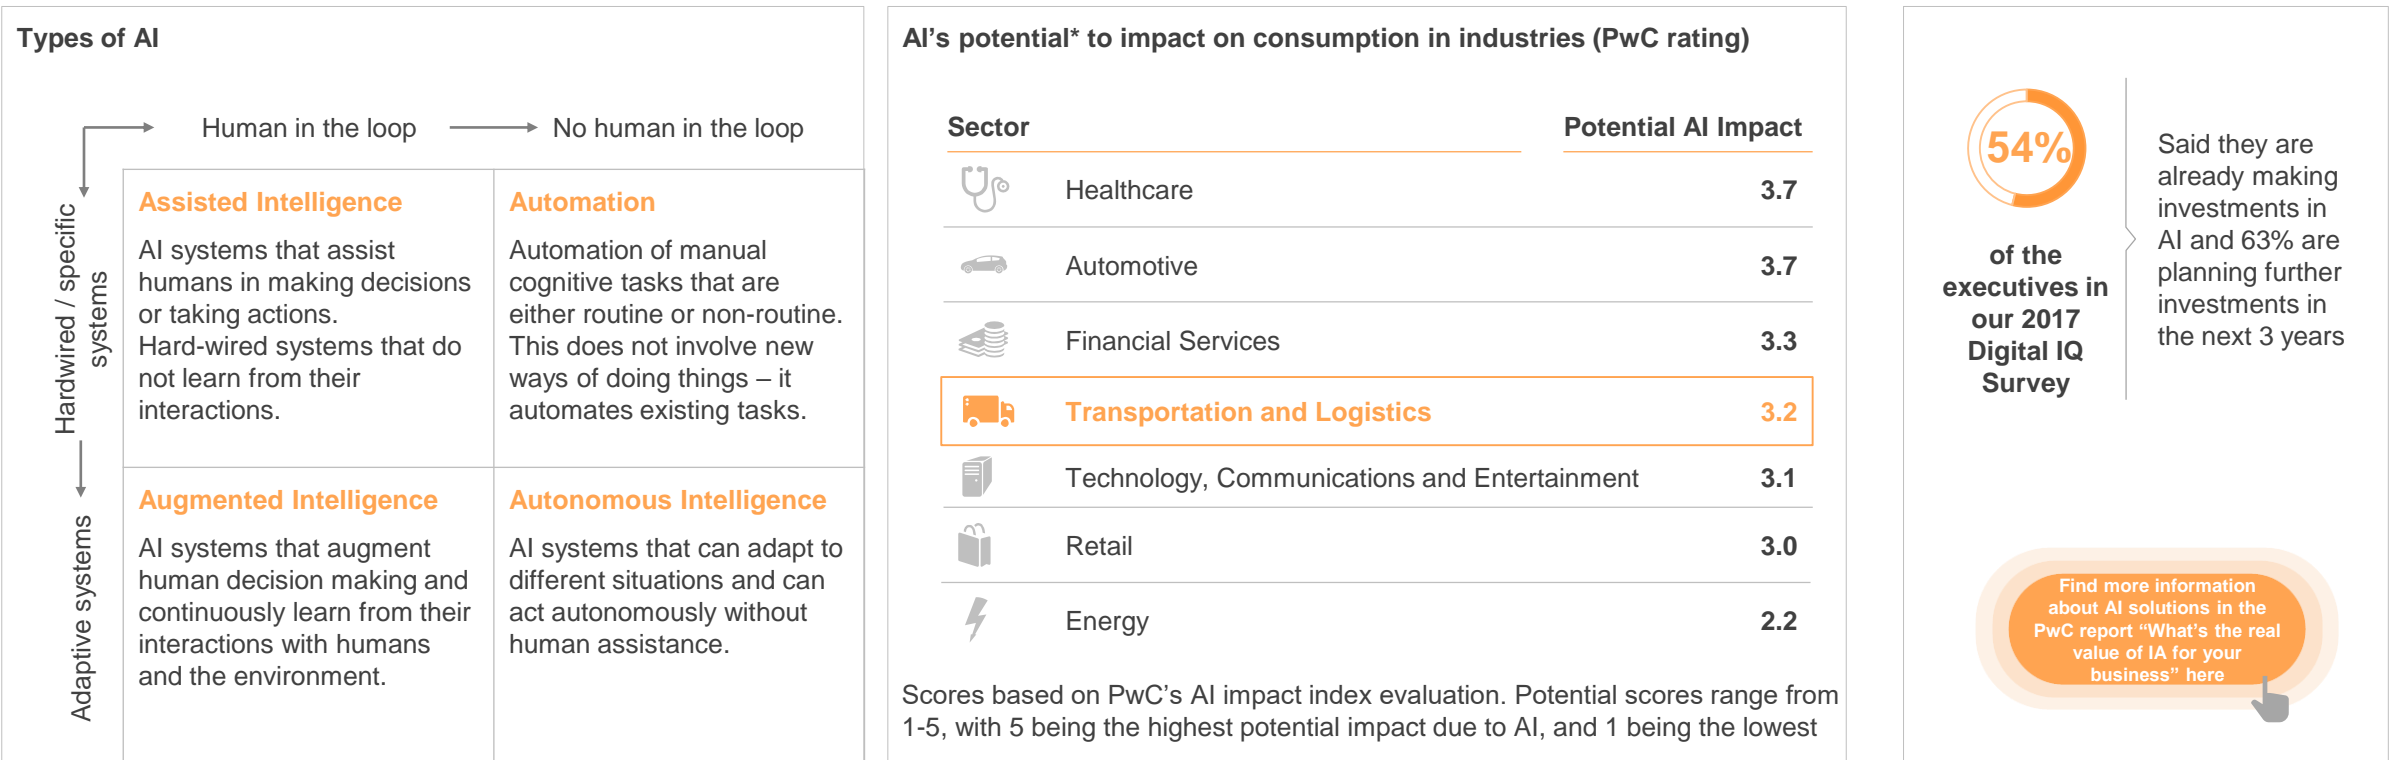 Types of AI
Human in the loop
No human in the loop
Hardwired / specific
systems
Adaptive systems
Assisted Intelligence
AI systems that assist
humans in making decisions
or taking actions.
Hard-wired systems that do
not learn from their
interactions.
Automation
Automation of manual
cognitive tasks that are
either routine or non-routine.
This does not involve new
ways of doing things – it
automates existing tasks.
Augmented Intelligence
AI systems that augment
human decision making and
continuously learn from their
interactions with humans
and the environment.
Autonomous Intelligence
AI systems that can adapt to
different situations and can
act autonomously without
human assistance.
AI’s potential* to impact on consumption in industries (PwC rating)
Sector Potential AI Impact
Healthcare 3.7
Automotive 3.7
Financial Services 3.3
Transportation and Logistics 3.2
Technology, Communications and Entertainment 3.1
Retail 3.0
Energy 2.2
Scores based on PwC’s AI impact index evaluation. Potential scores range from
1-5, with 5 being the highest potential impact due to AI, and 1 being the lowest
54%
of the
executives in
our 2017
Digital IQ
Survey
Said they are
already making
investments in
AI and 63% are
planning further
investments in
the next 3 years
Find more information
about AI solutions in the
PwC report “What’s the real
value of IA for your
business” here